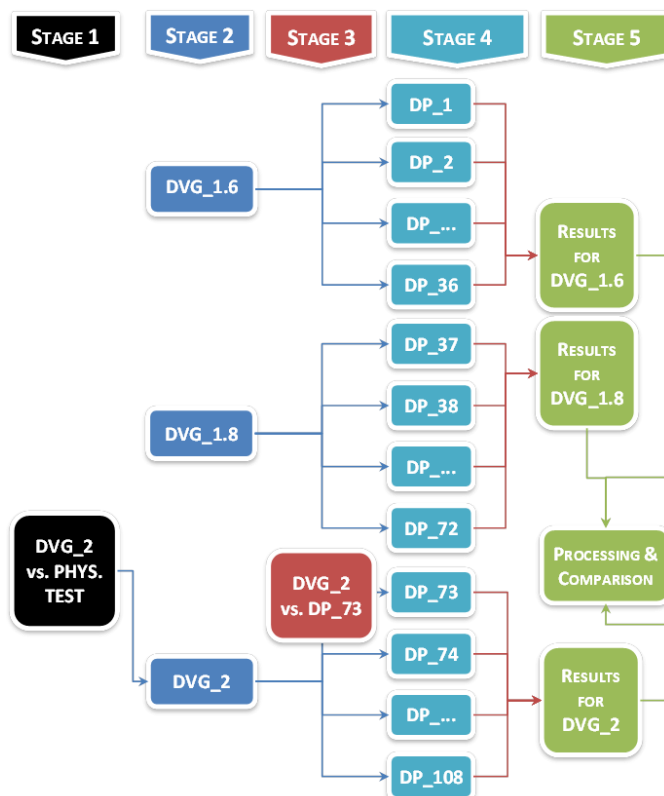 STAGE 1
STAGE 2
STAGE 3
STAGE 4
STAGE 5
DVG_1.6
DP_1
DP_2
DP_...
DP_36
RESULTS
FOR
DVG_1.6
DVG_1.8
DP_37
DP_38
DP_...
DP_72
RESULTS
FOR
DVG_1.8
DVG_2
vs. PHYS.
TEST
DVG_2
DVG_2
vs. DP_73
DP_73
DP_74
DP_...
DP_108
PROCESSING &
COMPARISON
RESULTS
FOR
DVG_2